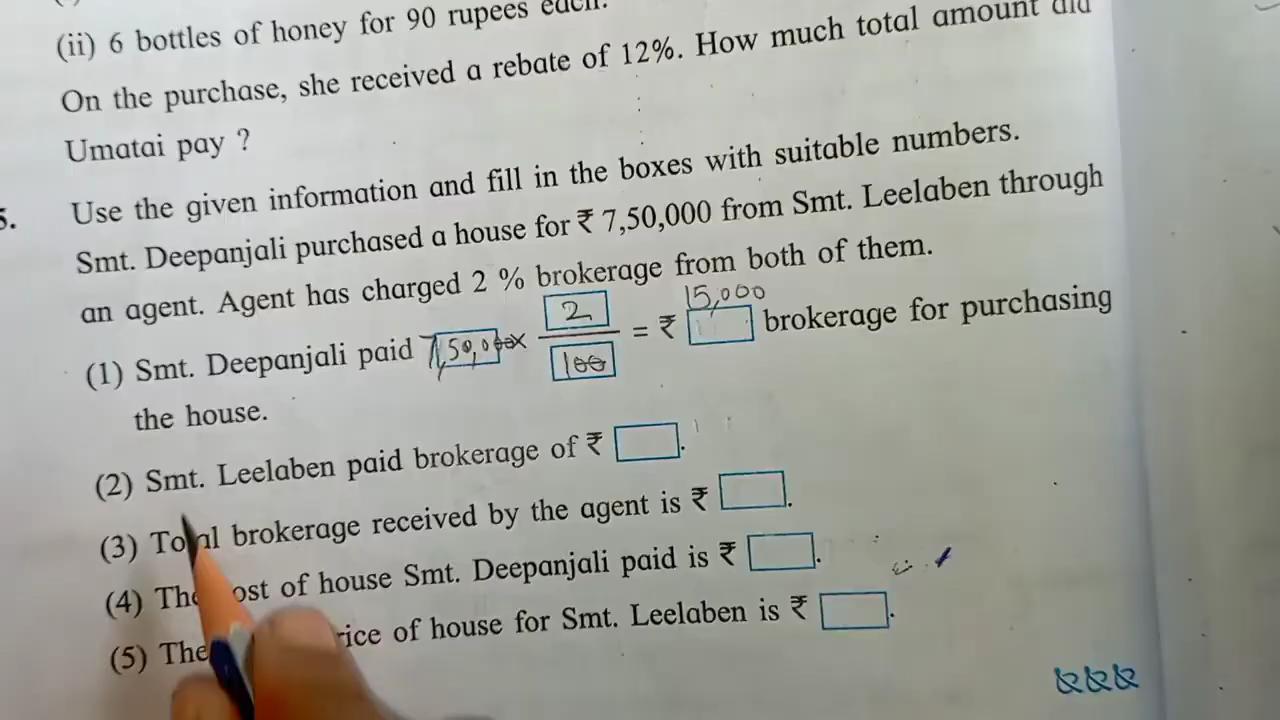 (ii) 6 bottles of honey for 90 rupees each.
On the purchase, she received a rebate of 12%. How much total amount did
Umatai pay ?
5. Use the given information and fill in the boxes with suitable numbers.
Smt. Deepanjali purchased a house for ₹ 7,50,000 from Smt. Leelaben through
an agent. Agent has charged 2 % brokerage from both of them.
(1) Smt. Deepanjali paid 7,50,000 × 2/100 = ₹ 15,000 brokerage for purchasing
the house.
(2) Smt. Leelaben paid brokerage of ₹ .
(3) Total brokerage received by the agent is ₹ .
(4) The cost of house Smt. Deepanjali paid is ₹ .
(5) The rice of house for Smt. Leelaben is ₹ .